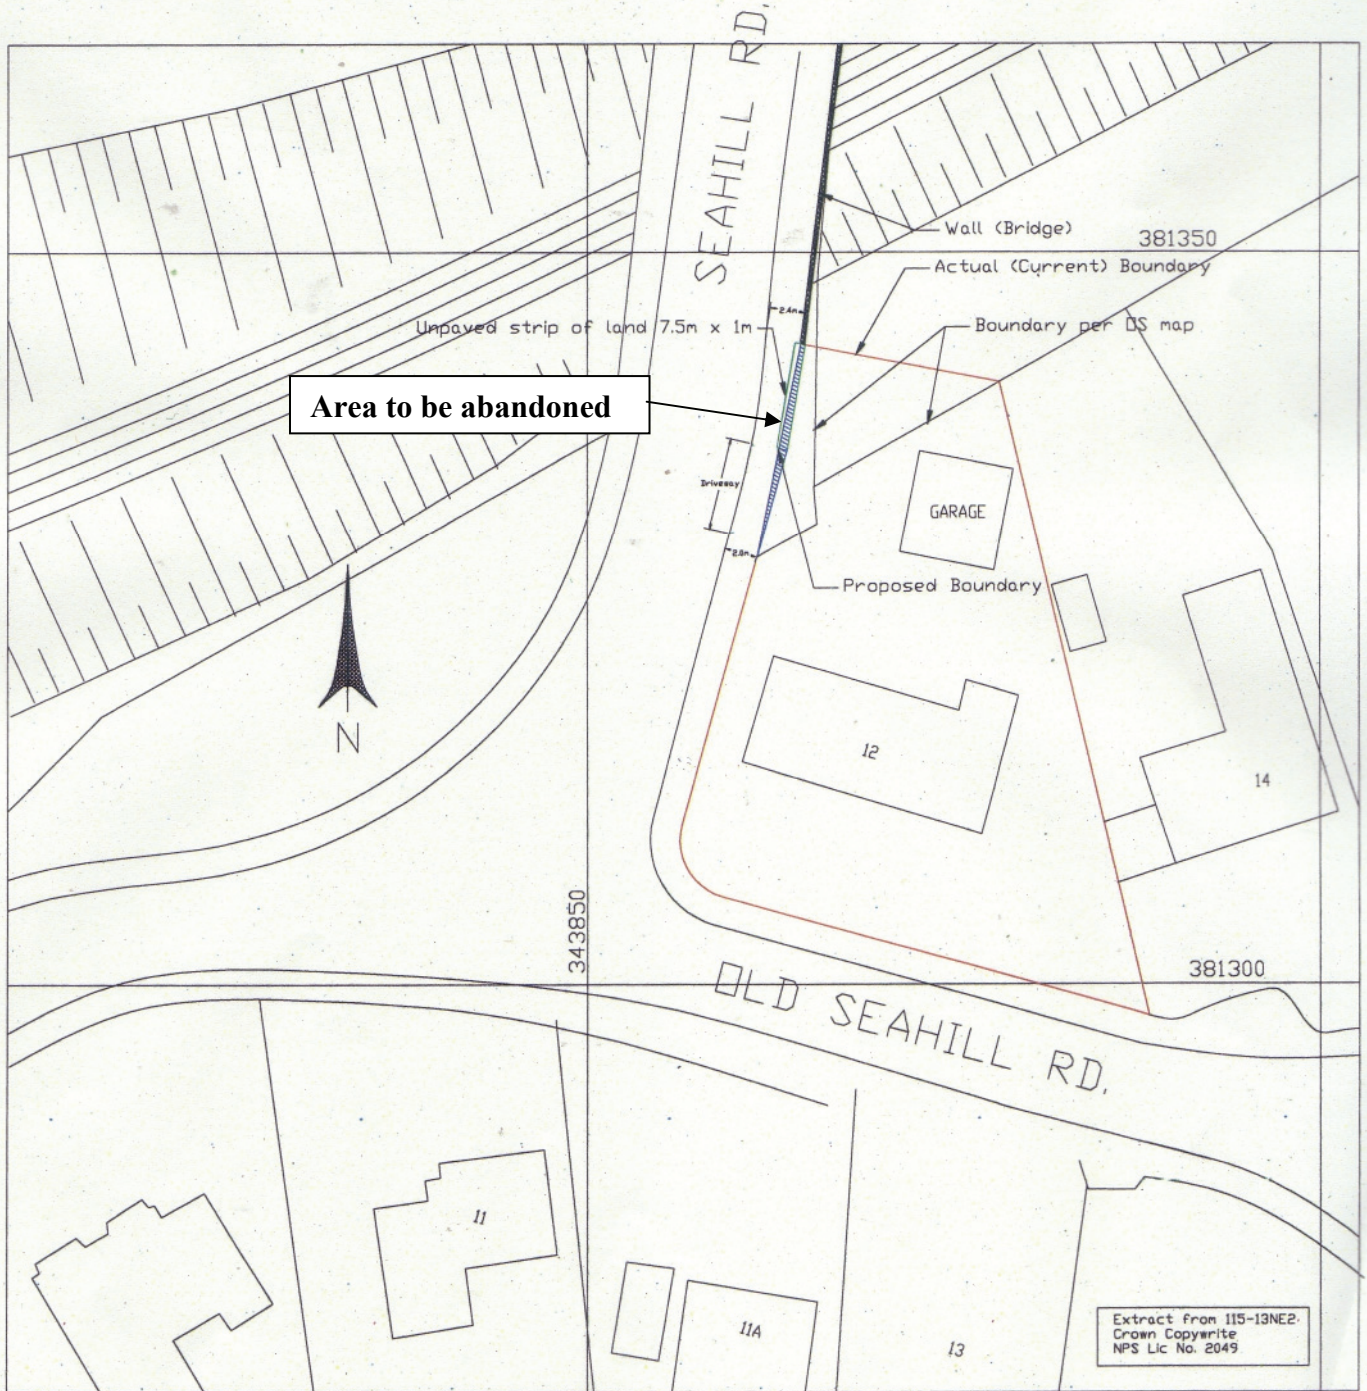 SEAHILL RD.
Wall (Bridge)
381350
Actual (Current) Boundary
2.4m
Unpaved strip of land 7.5m x 1m
Boundary per OS map
Area to be abandoned
Driveway
GARAGE
2.0m
Proposed Boundary
N
12
14
343850
381300
OLD SEAHILL RD.
11
11A
13
Extract from 115-13NE2.
Crown Copywrite
NPS Lic No. 2049